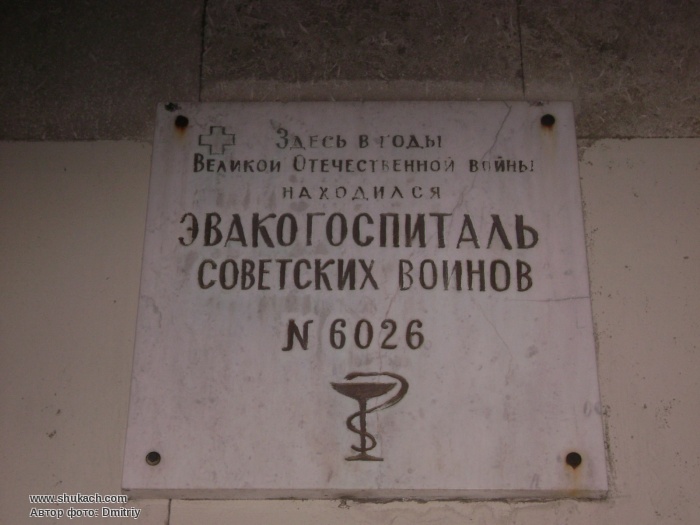 Здесь в годы
Великой Отечественной войны
находился
ЭВАКОГОСПИТАЛЬ
СОВЕТСКИХ ВОИНОВ
N 6026
www.shukach.com
Автор фото: Dmitriy